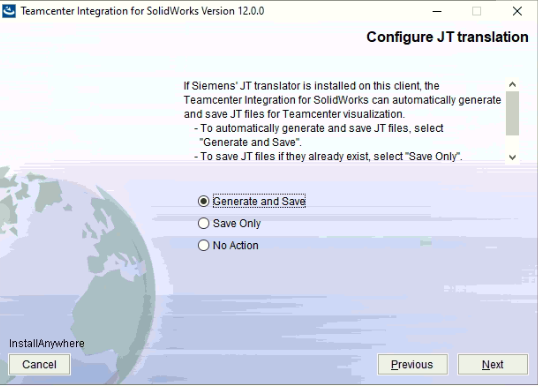 Teamcenter Integration for SolidWorks Version 12.0.0
Configure JT translation
If Siemens' JT translator is installed on this client, the
Teamcenter Integration for SolidWorks can automatically generate
and save JT files for Teamcenter visualization.
- To automatically generate and save JT files, select
"Generate and Save".
- To save JT files if they already exist, select "Save Only".
Generate and Save
Save Only
No Action
InstallAnywhere
Cancel
Previous
Next